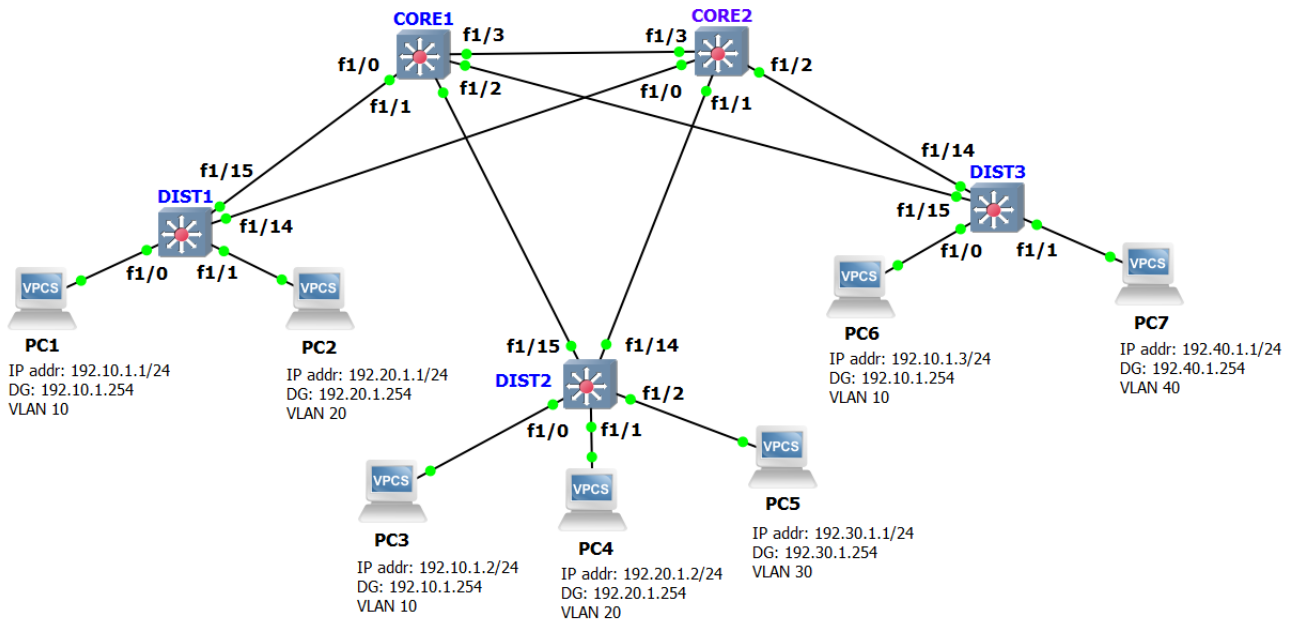 CORE1
CORE2
f1/3
f1/3
f1/0
f1/2
f1/2
f1/0
f1/1
f1/1
f1/14
f1/15
DIST3
DIST1
f1/15
f1/14
f1/0
f1/1
f1/0
f1/1
VPCS
VPCS
VPCS
VPCS
PC1
PC2
PC6
PC7
IP addr: 192.10.1.1/24
DG: 192.10.1.254
VLAN 10
IP addr: 192.20.1.1/24
DG: 192.20.1.254
VLAN 20
IP addr: 192.10.1.3/24
DG: 192.10.1.254
VLAN 10
IP addr: 192.40.1.1/24
DG: 192.40.1.254
VLAN 40
f1/15
f1/14
DIST2
f1/2
f1/0
f1/1
VPCS
VPCS
VPCS
PC3
PC4
PC5
IP addr: 192.10.1.2/24
DG: 192.10.1.254
VLAN 10
IP addr: 192.20.1.2/24
DG: 192.20.1.254
VLAN 20
IP addr: 192.30.1.1/24
DG: 192.30.1.254
VLAN 30